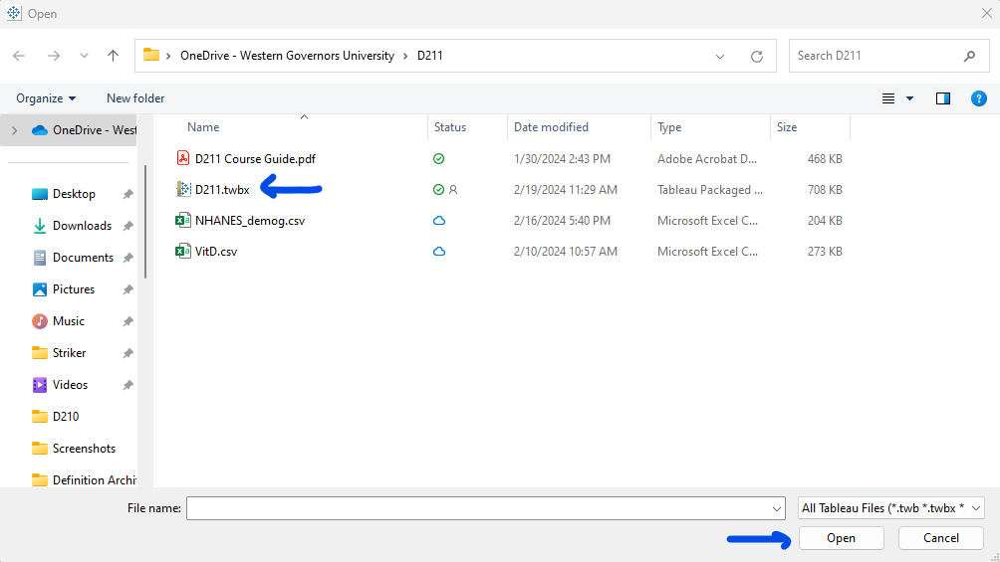 Open
OneDrive - Western Governors University > D211
Search D211
Organize
New folder
Name Status Date modified Type Size
D211 Course Guide.pdf 1/30/2024 2:43 PM Adobe Acrobat D... 468 KB
D211.twbx 2/19/2024 11:29 AM Tableau Packaged ... 708 KB
NHANES_demog.csv 2/16/2024 5:40 PM Microsoft Excel C... 204 KB
VitD.csv 2/10/2024 10:57 AM Microsoft Excel C... 273 KB
OneDrive - West
Desktop
Downloads
Documents
Pictures
Music
Striker
Videos
D210
Screenshots
Definition Archi
File name:
All Tableau Files (*.twb *.twbx *
Open
Cancel